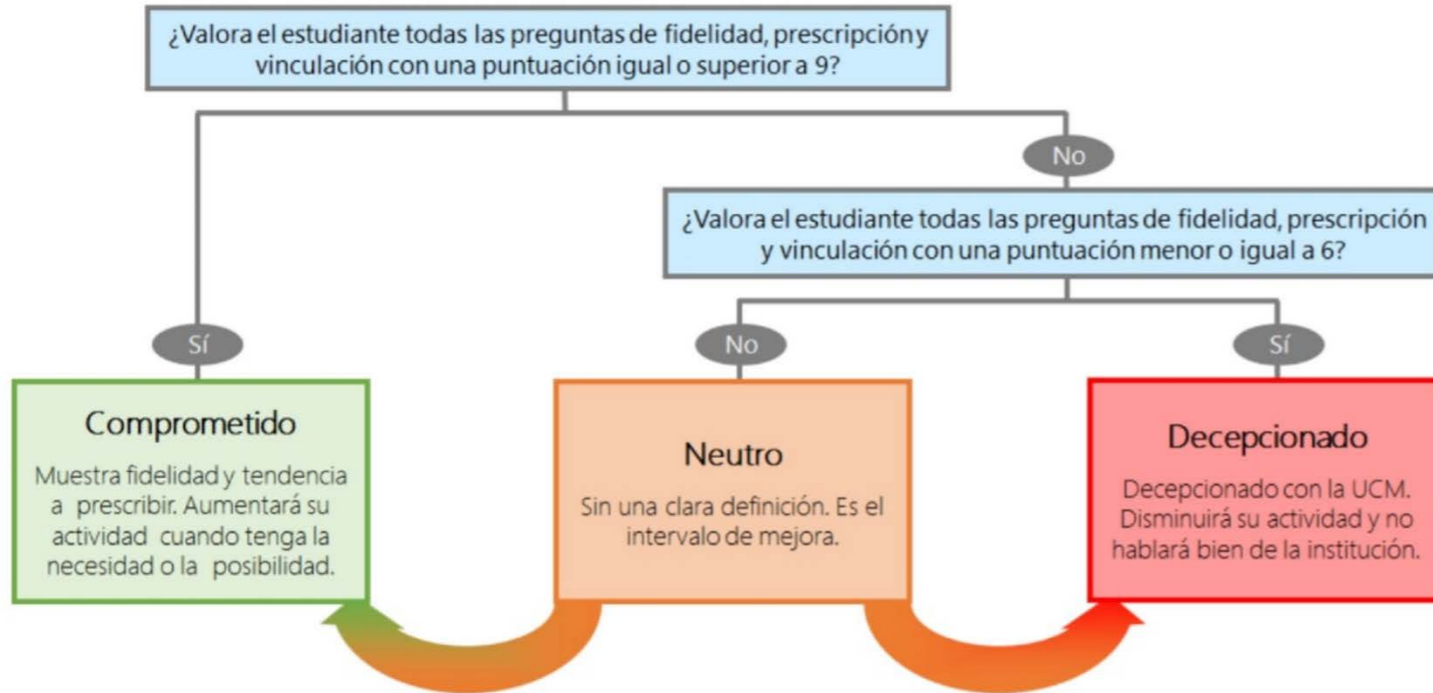 ¿Valora el estudiante todas las preguntas de fidelidad, prescripción y
vinculación con una puntuación igual o superior a 9?
No
¿Valora el estudiante todas las preguntas de fidelidad, prescripción
y vinculación con una puntuación menor o igual a 6?
Sí
No
Sí
Comprometido
Muestra fidelidad y tendencia
a prescribir. Aumentará su
actividad cuando tenga la
necesidad o la posibilidad.
Neutro
Sin una clara definición. Es el
intervalo de mejora.
Decepcionado
Decepcionado con la UCM.
Disminuirá su actividad y no
hablará bien de la institución.